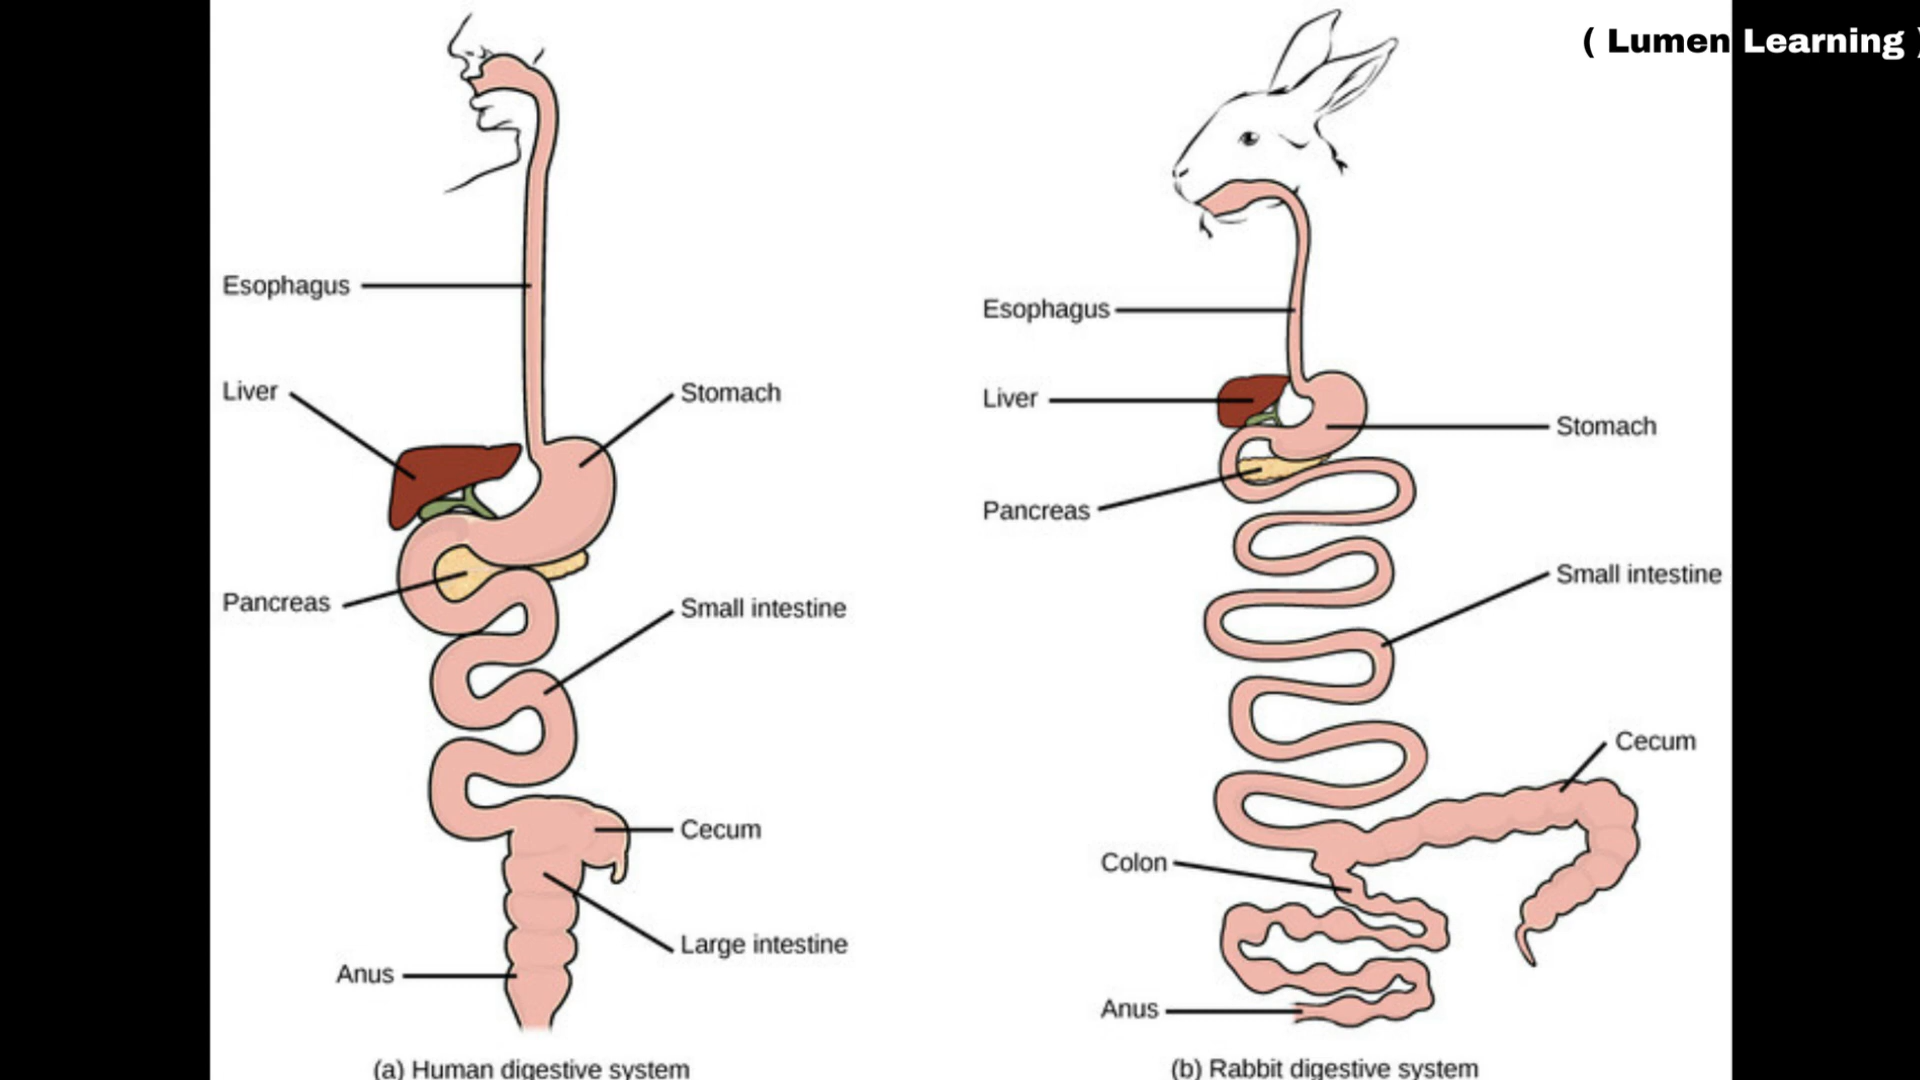 ( Lumen Learning )
Esophagus
Liver
Stomach
Pancreas
Small intestine
Cecum
Large intestine
Anus
(a) Human digestive system
Esophagus
Liver
Stomach
Pancreas
Small intestine
Cecum
Colon
Anus
(b) Rabbit digestive system